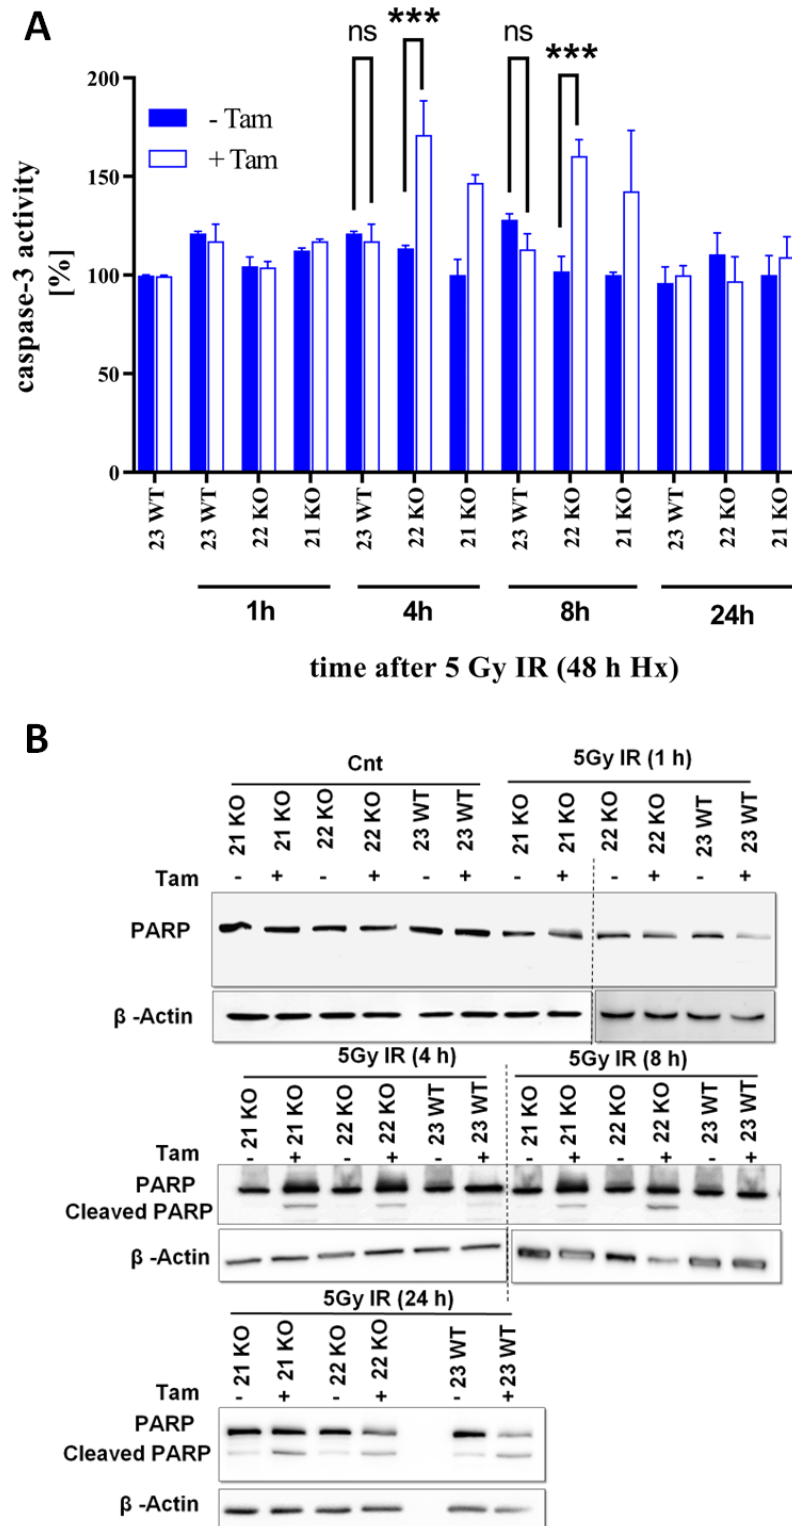 A
ns
***
ns
***
- Tam
+ Tam
caspase-3 activity
[%]
200
150
100
50
0
23 WT
23 WT
22 KO
21 KO
23 WT
22 KO
21 KO
23 WT
22 KO
21 KO
23 WT
22 KO
21 KO
1h
4h
8h
24h
time after 5 Gy IR (48 h Hx)
B
Cnt
5Gy IR (1 h)
21 KO 21 KO 22 KO 22 KO 23 WT 23 WT 21 KO 21 KO 22 KO 22 KO 23 WT 23 WT
Tam - + - + - + - + - + - +
PARP
β -Actin
5Gy IR (4 h)
5Gy IR (8 h)
21 KO 21 KO 22 KO 22 KO 23 WT 23 WT 21 KO 21 KO 22 KO 22 KO 23 WT 23 WT
Tam - + - + - + - + - + - +
PARP
Cleaved PARP
β -Actin
5Gy IR (24 h)
21 KO 21 KO 22 KO 22 KO 23 WT 23 WT
Tam - + - + - +
PARP
Cleaved PARP
β -Actin